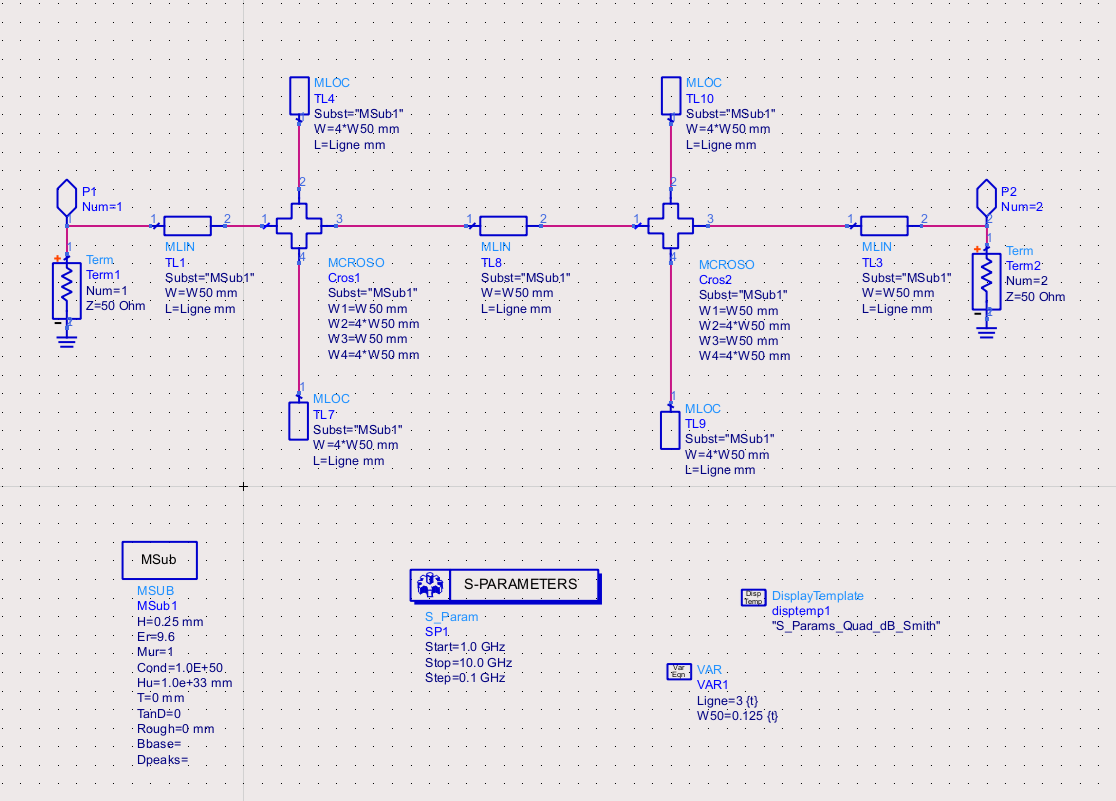 MLOC
TL4
Subst="MSub1"
W=4*W50 mm
L=Ligne mm
1
MLOC
TL10
Subst="MSub1"
W=4*W50 mm
L=Ligne mm
1
P1
Num=1
1
1
Term
Term1
Num=1
Z=50 Ohm
2
1
2
MLIN
TL1
Subst="MSub1"
W=W50 mm
L=Ligne mm
1
2
3
4
MCROSO
Cros1
Subst="MSub1"
W1=W50 mm
W2=4*W50 mm
W3=W50 mm
W4=4*W50 mm
1
2
MLIN
TL8
Subst="MSub1"
W=W50 mm
L=Ligne mm
1
2
3
4
MCROSO
Cros2
Subst="MSub1"
W1=W50 mm
W2=4*W50 mm
W3=W50 mm
W4=4*W50 mm
1
2
MLIN
TL3
Subst="MSub1"
W=W50 mm
L=Ligne mm
P2
Num=2
2
1
Term
Term2
Num=2
Z=50 Ohm
2
1
MLOC
TL7
Subst="MSub1"
W=4*W50 mm
L=Ligne mm
1
MLOC
TL9
Subst="MSub1"
W=4*W50 mm
L=Ligne mm
MSub
MSUB
MSub1
H=0.25 mm
Er=9.6
Mur=1
Cond=1.0E+50
Hu=1.0e+33 mm
T=0 mm
TanD=0
Rough=0 mm
Bbase=
Dpeaks=
S-PARAMETERS
S_Param
SP1
Start=1.0 GHz
Stop=10.0 GHz
Step=0.1 GHz
Disp
Temp
DisplayTemplate
disptemp1
"S_Params_Quad_dB_Smith"
Var
Eqn
VAR
VAR1
Ligne=3 {t}
W50=0.125 {t}